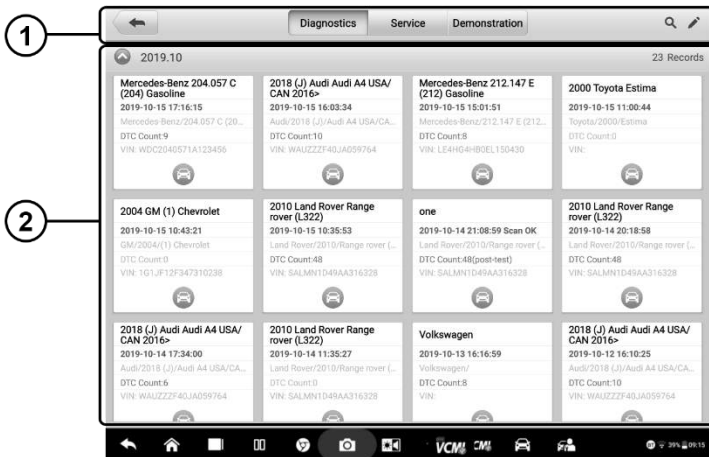 1
Diagnostics Service Demonstration
2
2019.10 23 Records
Mercedes-Benz 204.057 C
(204) Gasoline
2019-10-15 17:16:15
Mercedes-Benz/204.057 C (20...
DTC Count:9
VIN: WDC2040571A123456
2018 (J) Audi Audi A4 USA/
CAN 2016>
2019-10-15 16:03:34
Audi/2018 (J)/Audi A4 USA/CA...
DTC Count:10
VIN: WAUZZZF40JA059764
Mercedes-Benz 212.147 E
(212) Gasoline
2019-10-15 15:01:51
Mercedes-Benz/212.147 E (212...
DTC Count:8
VIN: LE4HG4HB0EL150430
2000 Toyota Estima
2019-10-15 11:00:44
Toyota/2000/Estima
DTC Count:0
VIN:
2004 GM (1) Chevrolet
2019-10-15 10:43:21
GM/2004/(1) Chevrolet
DTC Count:0
VIN: 1G1JF12F347310238
2010 Land Rover Range
rover (L322)
2019-10-15 10:35:53
Land Rover/2010/Range rover (...
DTC Count:48
VIN: SALMN1D49AA316328
one
2019-10-14 21:08:59 Scan OK
Land Rover/2010/Range rover (...
DTC Count:48(post-test)
VIN: SALMN1D49AA316328
2010 Land Rover Range
rover (L322)
2019-10-14 20:18:58
Land Rover/2010/Range rover (...
DTC Count:48
VIN: SALMN1D49AA316328
2018 (J) Audi Audi A4 USA/
CAN 2016>
2019-10-14 17:34:00
Audi/2018 (J)/Audi A4 USA/CA...
DTC Count:6
VIN: WAUZZZF40JA059764
2010 Land Rover Range
rover (L322)
2019-10-14 11:35:27
Land Rover/2010/Range rover (...
DTC Count:0
VIN: SALMN1D49AA316328
Volkswagen
2019-10-13 16:16:59
Volkswagen/
DTC Count:8
VIN:
2018 (J) Audi Audi A4 USA/
CAN 2016>
2019-10-12 16:10:25
Audi/2018 (J)/Audi A4 USA/CA...
DTC Count:10
VIN: WAUZZZF40JA059764
VCMI 39% 09:15